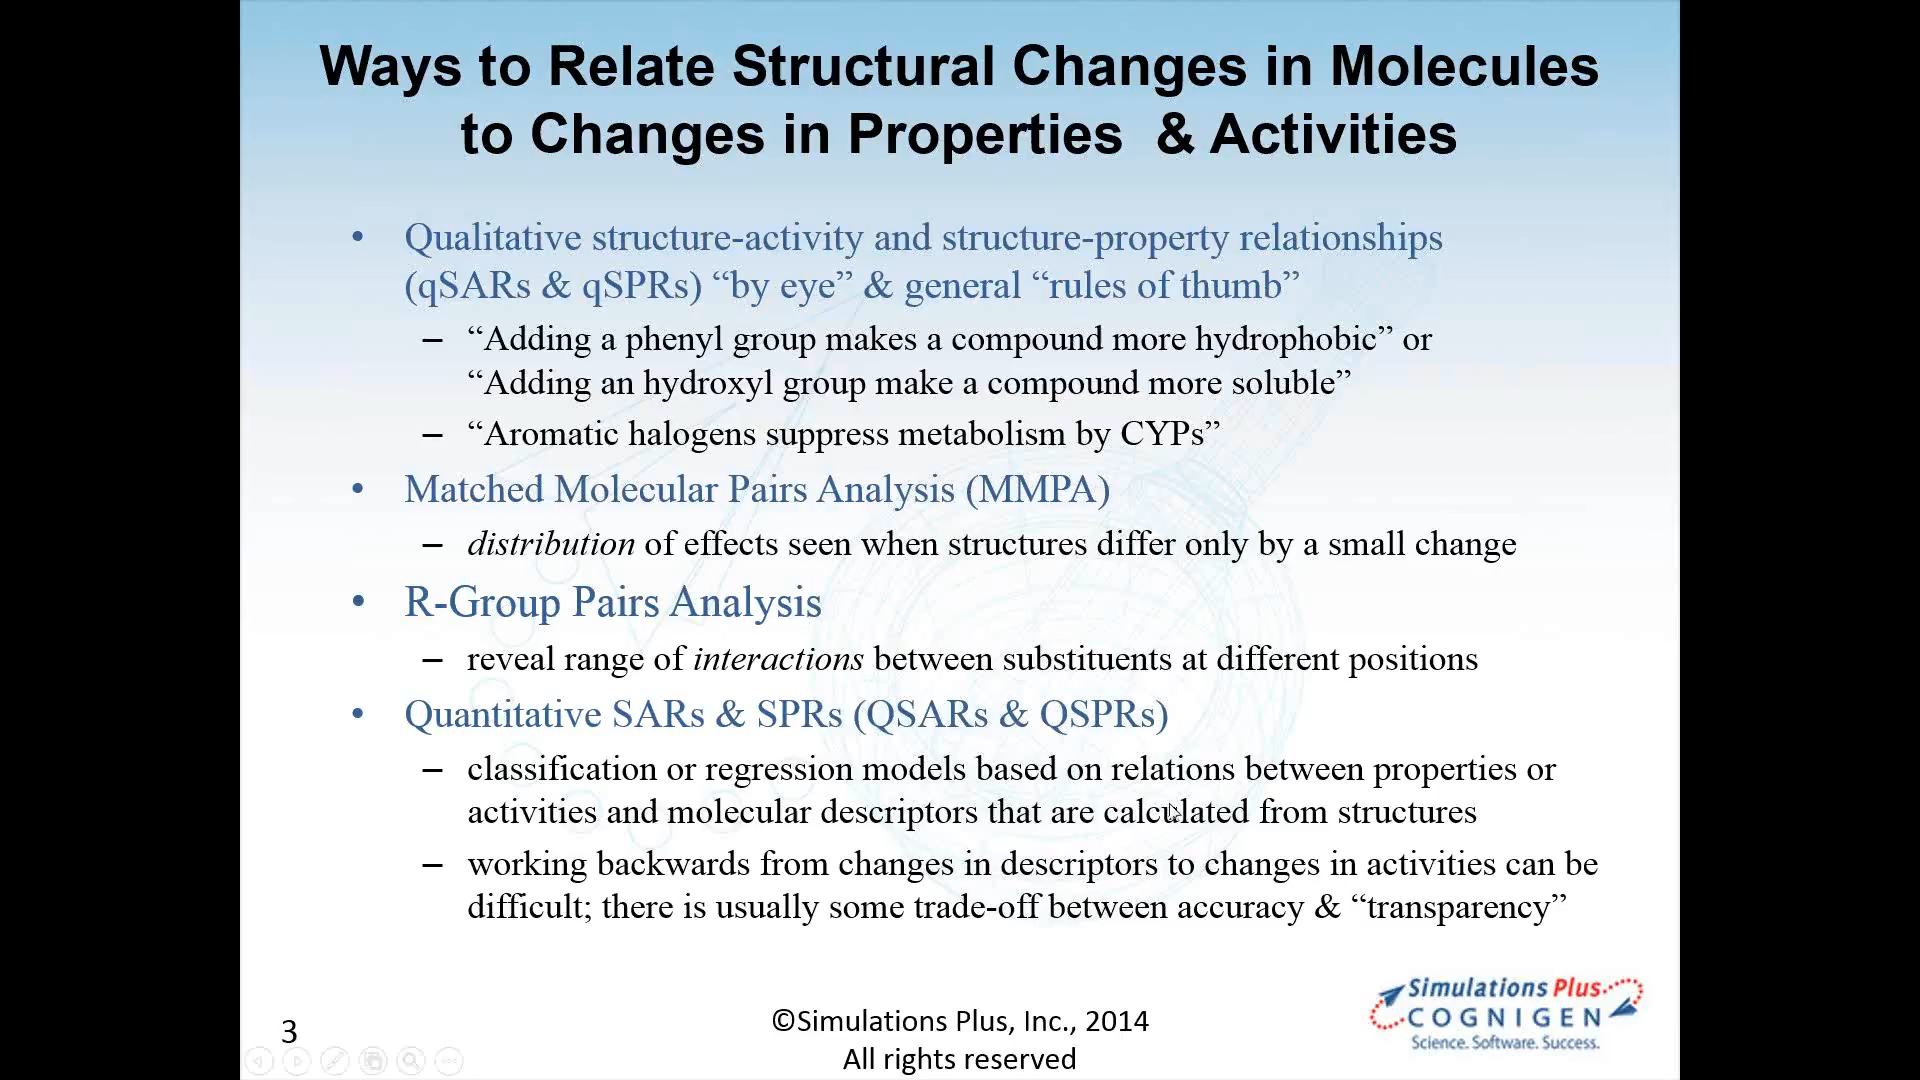 Ways to Relate Structural Changes in Molecules
to Changes in Properties & Activities
• Qualitative structure-activity and structure-property relationships
(qSARs & qSPRs) “by eye” & general “rules of thumb”
– “Adding a phenyl group makes a compound more hydrophobic” or
“Adding an hydroxyl group make a compound more soluble”
– “Aromatic halogens suppress metabolism by CYPs”
• Matched Molecular Pairs Analysis (MMPA)
– distribution of effects seen when structures differ only by a small change
• R-Group Pairs Analysis
– reveal range of interactions between substituents at different positions
• Quantitative SARs & SPRs (QSARs & QSPRs)
– classification or regression models based on relations between properties or
activities and molecular descriptors that are calculated from structures
– working backwards from changes in descriptors to changes in activities can be
difficult; there is usually some trade-off between accuracy & “transparency”
3
©Simulations Plus, Inc., 2014
All rights reserved
Simulations Plus
COGNIGEN
Science. Software. Success.